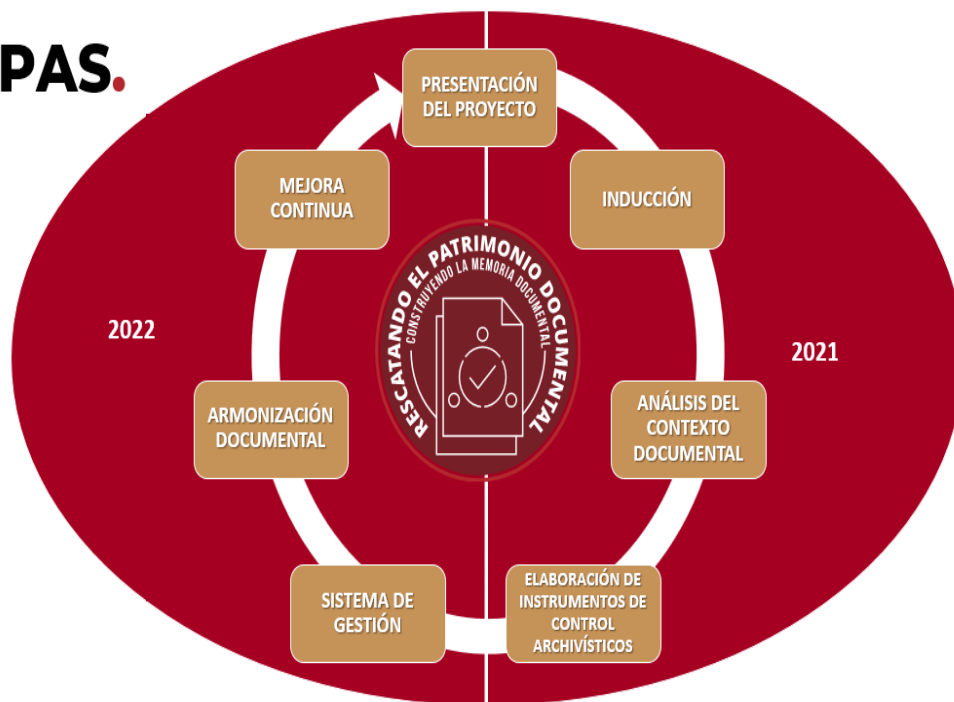 PAS.
PRESENTACIÓN
DEL PROYECTO
INDUCCIÓN
MEJORA
CONTINUA
RESCATANDO EL PATRIMONIO DOCUMENTAL
CONSTRUYENDO LA MEMORIA DOCUMENTAL
2022
2021
ANÁLISIS DEL
CONTEXTO
DOCUMENTAL
ARMONIZACIÓN
DOCUMENTAL
ELABORACIÓN DE
INSTRUMENTOS DE
CONTROL
ARCHIVÍSTICOS
SISTEMA DE
GESTIÓN